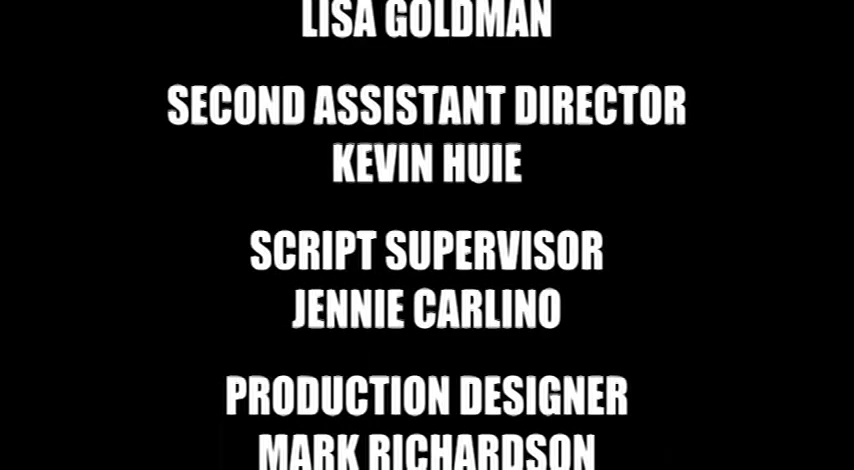 LISA GOLDMAN
SECOND ASSISTANT DIRECTOR
KEVIN HUIE
SCRIPT SUPERVISOR
JENNIE CARLINO
PRODUCTION DESIGNER
MARK RICHARDSON